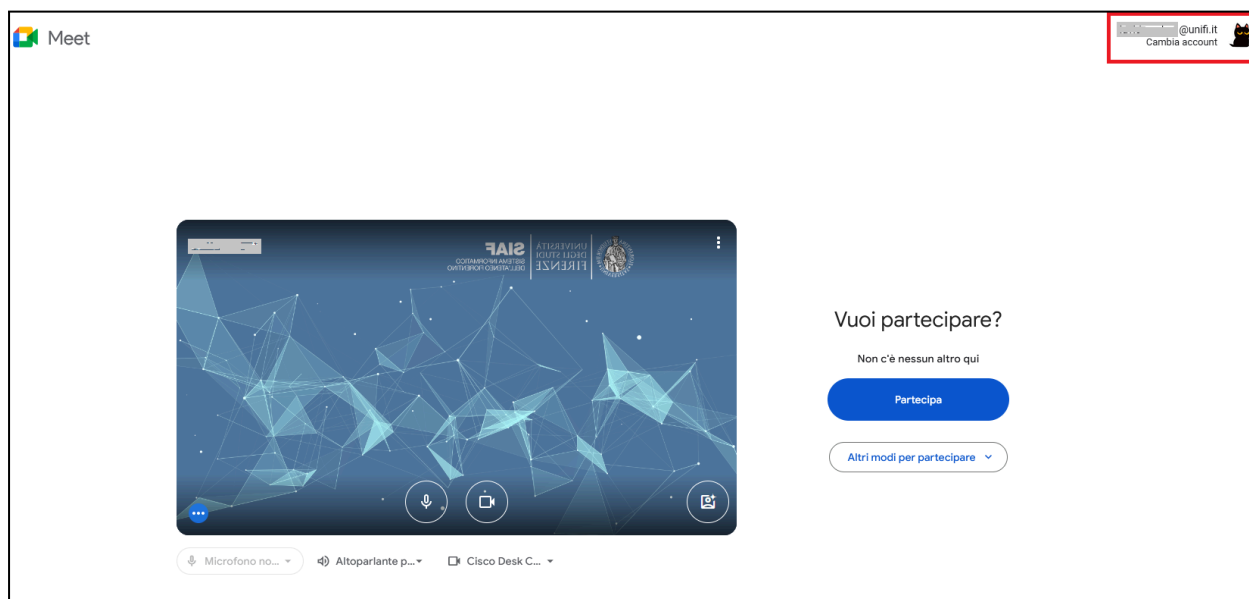 Meet
@unifi.it
Cambia account
SIAF
SISTEMA INFORMATICO
DELL'ATENEO FIORENTINO
UNIVERSITÀ
DEGLI STUDI
FIRENZE
Vuoi partecipare?
Non c'è nessun altro qui
Partecipa
Altri modi per partecipare
Microfono no...
Altoparlante p...
Cisco Desk C...